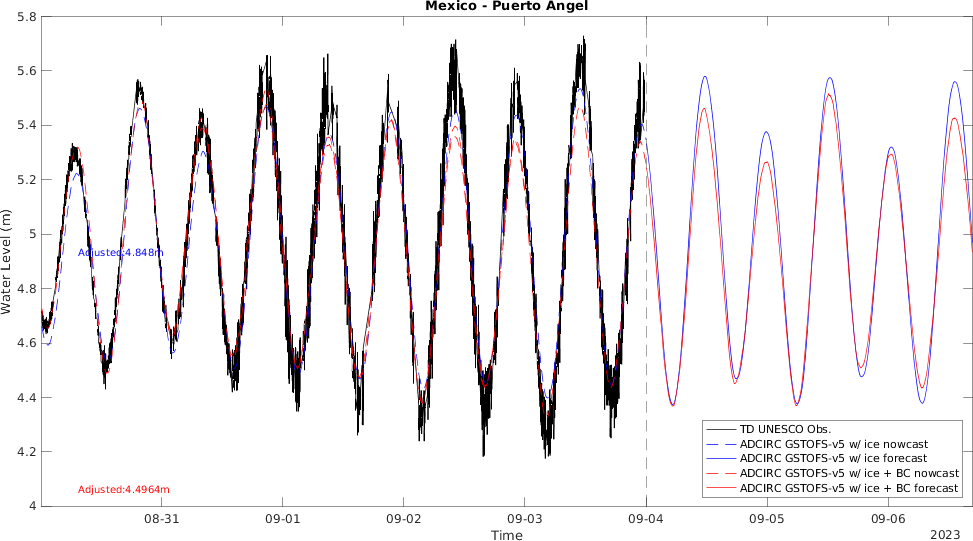 Mexico - Puerto Angel
5.8
5.6
5.4
5.2
5
4.8
4.6
4.4
4.2
4
Water Level (m)
Adjusted:4.848m
Adjusted:4.4964m
TD UNESCO Obs.
ADCIRC GSTOFS-v5 w/ ice nowcast
ADCIRC GSTOFS-v5 w/ ice forecast
ADCIRC GSTOFS-v5 w/ ice + BC nowcast
ADCIRC GSTOFS-v5 w/ ice + BC forecast
08-31 09-01 09-02 09-03 09-04 09-05 09-06
Time
2023